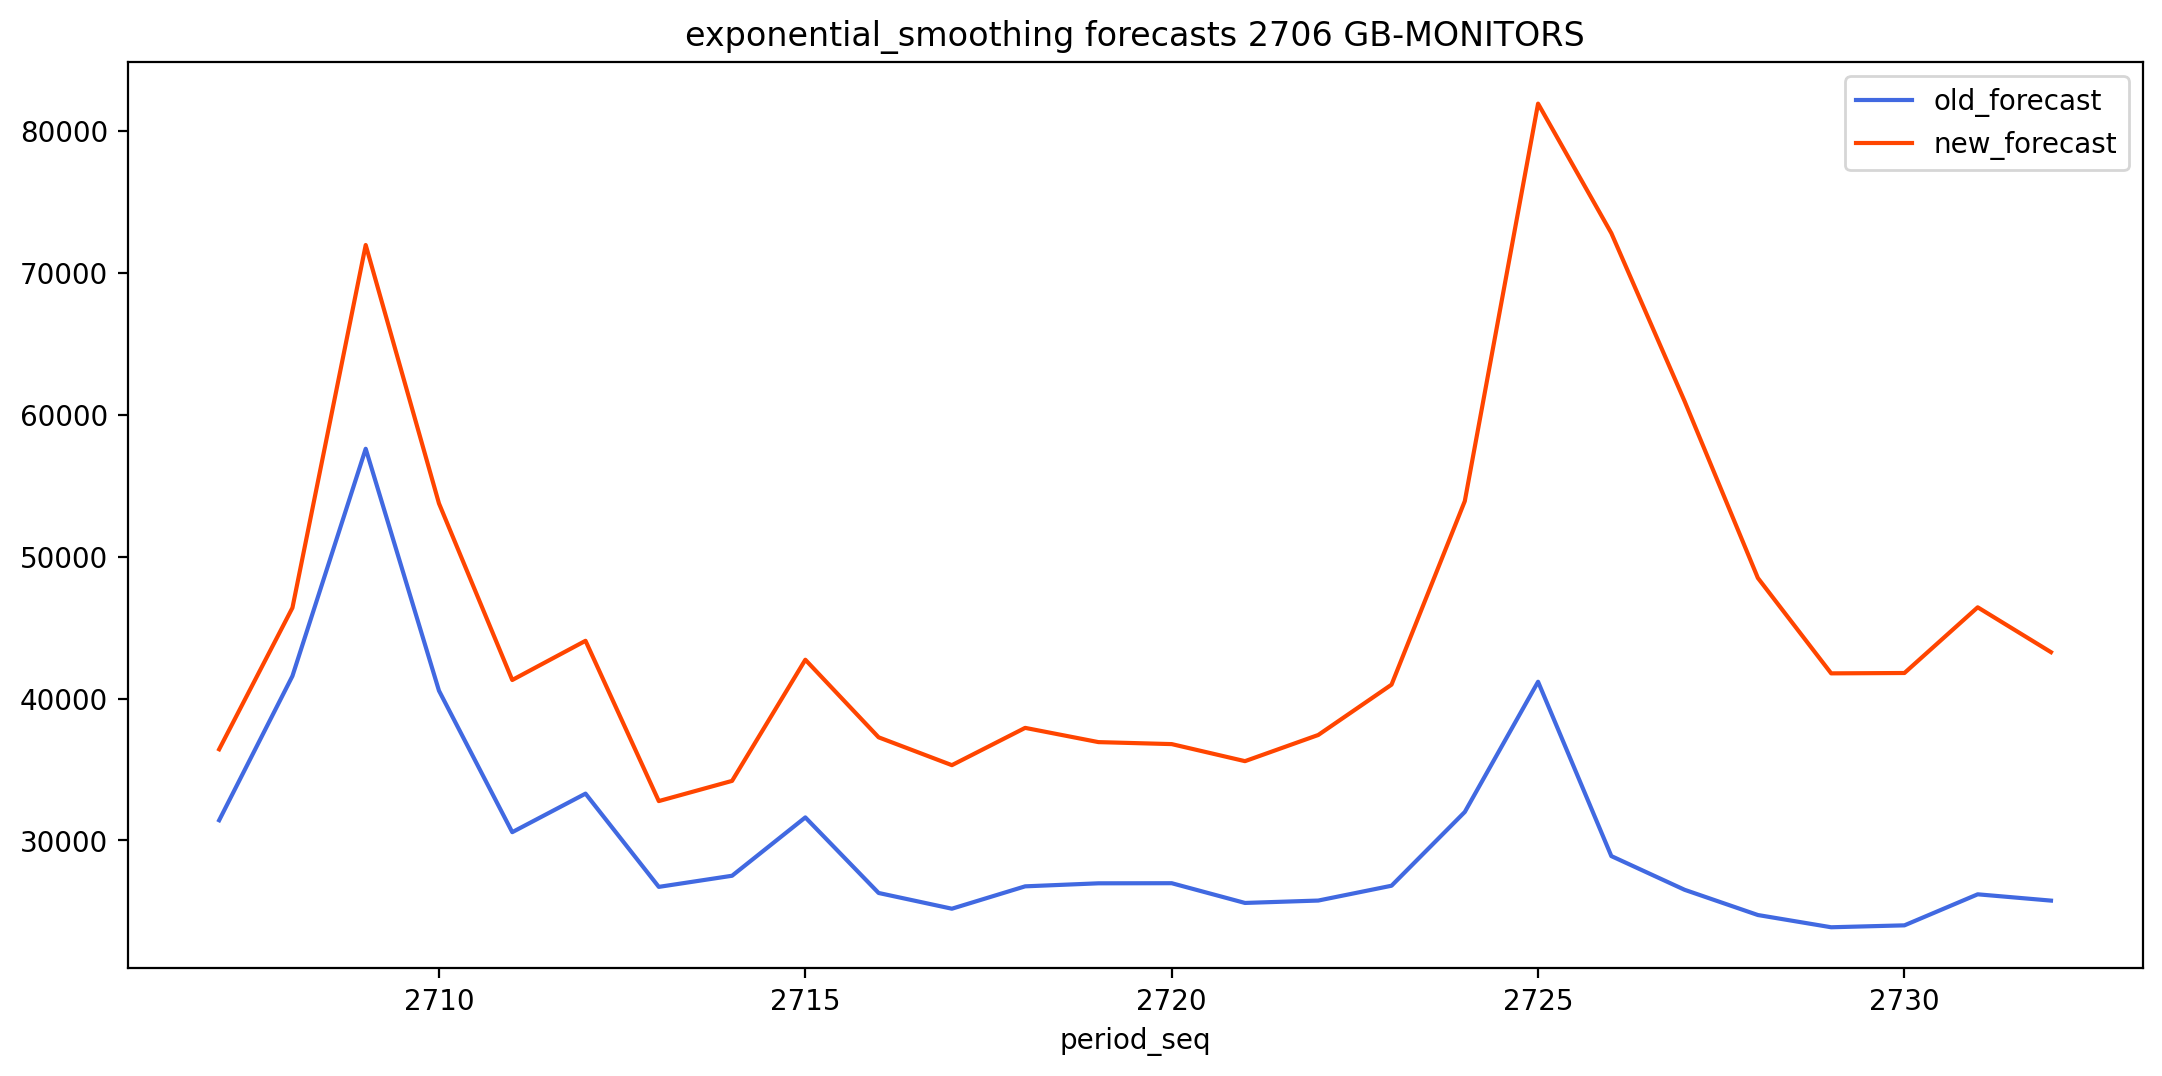 exponential_smoothing forecasts 2706 GB-MONITORS
old_forecast
new_forecast
80000
70000
60000
50000
40000
30000
2710 2715 2720 2725 2730
period_seq